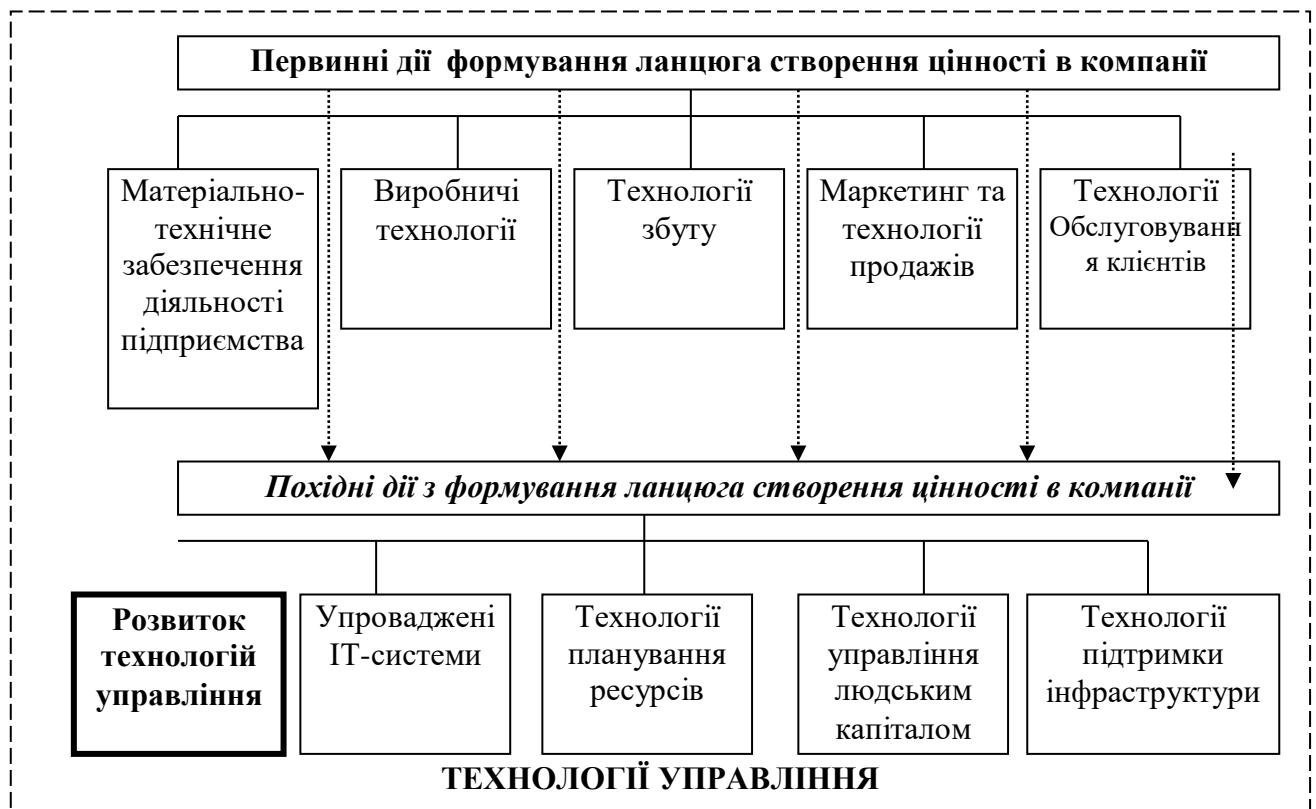 Первинні дії формування ланцюга створення цінності в компанії
Матеріально-
технічне
забезпечення
діяльності
підприємства
Виробничі
технології
Технології
збуту
Маркетинг та
технології
продажів
Технології
Обслуговуванн
я клієнтів
Похідні дії з формування ланцюга створення цінності в компанії
Розвиток
технологій
управління
Упроваджені
ІТ-системи
Технології
планування
ресурсів
Технології
управління
людським
капіталом
Технології
підтримки
інфраструктури
ТЕХНОЛОГІЇ УПРАВЛІННЯ